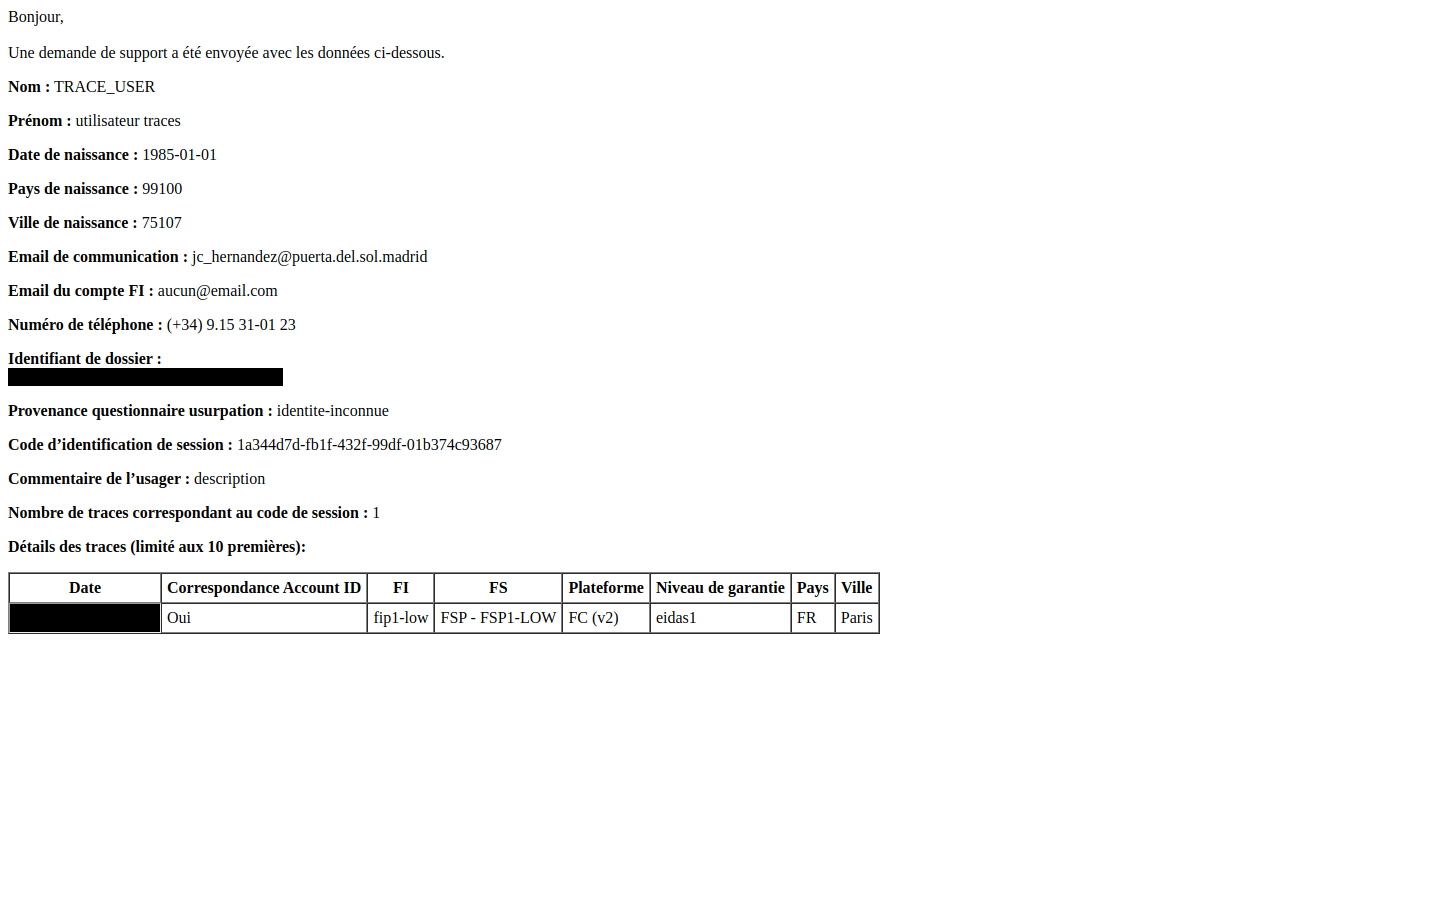 Bonjour,
Une demande de support a été envoyée avec les données ci-dessous.
Nom : TRACE_USER
Prénom : utilisateur traces
Date de naissance : 1985-01-01
Pays de naissance : 99100
Ville de naissance : 75107
Email de communication : jc_hernandez@puerta.del.sol.madrid
Email du compte FI : aucun@email.com
Numéro de téléphone : (+34) 9.15 31-01 23
Identifiant de dossier :
Provenance questionnaire usurpation : identite-inconnue
Code d’identification de session : 1a344d7d-fb1f-432f-99df-01b374c93687
Commentaire de l’usager : description
Nombre de traces correspondant au code de session : 1
Détails des traces (limité aux 10 premières):
Date Correspondance Account ID FI FS Plateforme Niveau de garantie Pays Ville
Oui fip1-low FSP - FSP1-LOW FC (v2) eidas1 FR Paris